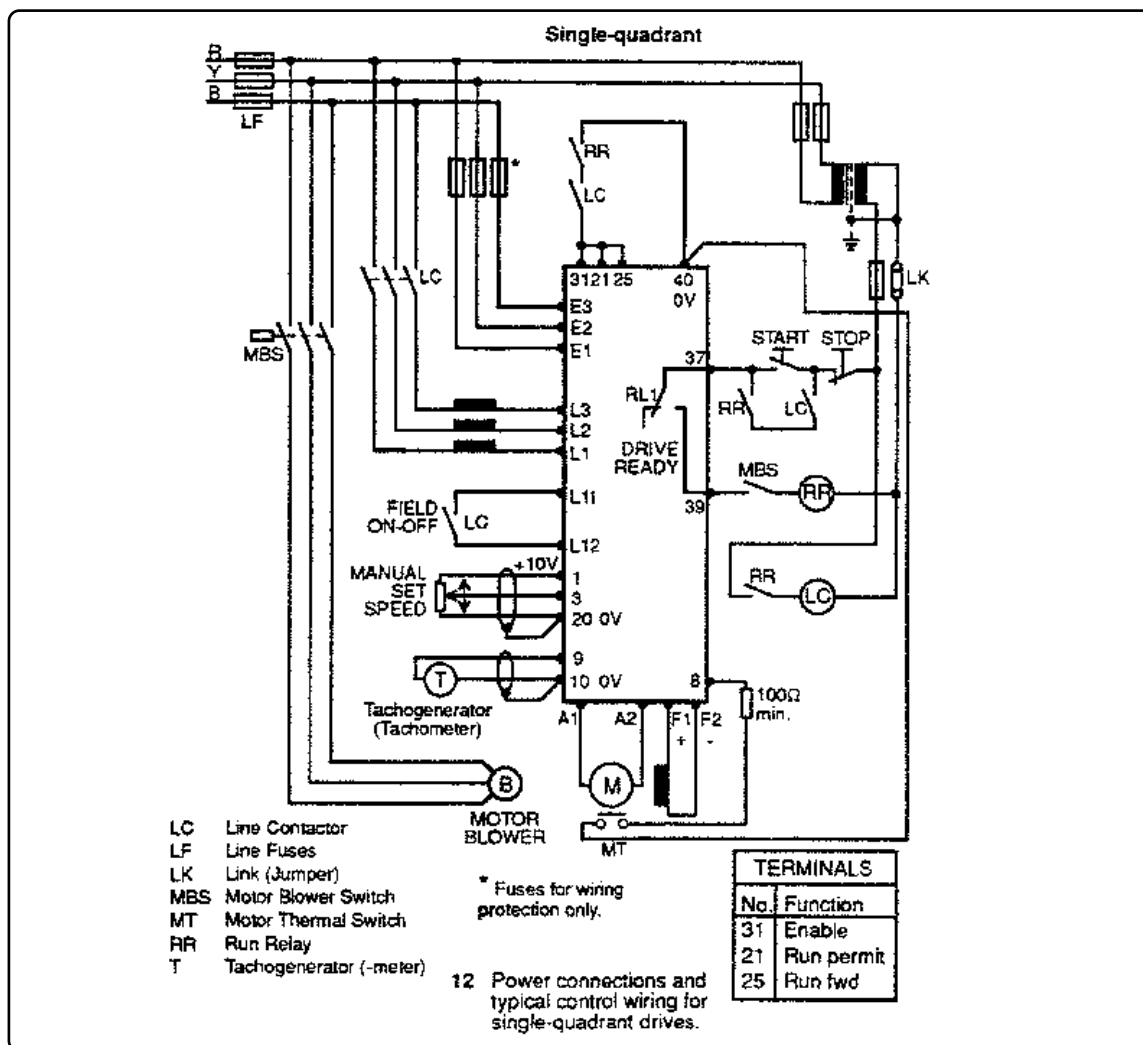 Single-quadrant
R
Y
B
LF
*
RR
LC
LK
31 21 25
40
0V
LC
E3
E2
E1
MBS
37
START
STOP
RL1
RR
LC
L3
L2
L1
DRIVE
READY
MBS
RR
39
L11
FIELD
ON-OFF
LC
L12
+10V
RR
LC
MANUAL
SET
SPEED
1
3
20 0V
9
T
10 0V
8
100Ω
min.
Tachogenerator
(Tachometer)
A1
A2
F1
F2
+
-
M
B
MOTOR
BLOWER
MT
LC Line Contactor
LF Line Fuses
LK Link (Jumper)
MBS Motor Blower Switch
MT Motor Thermal Switch
RR Run Relay
T Tachogenerator (-meter)
* Fuses for wiring
protection only.
12 Power connections and
typical control wiring for
single-quadrant drives.
TERMINALS
No. Function
31 Enable
21 Run permit
25 Run fwd